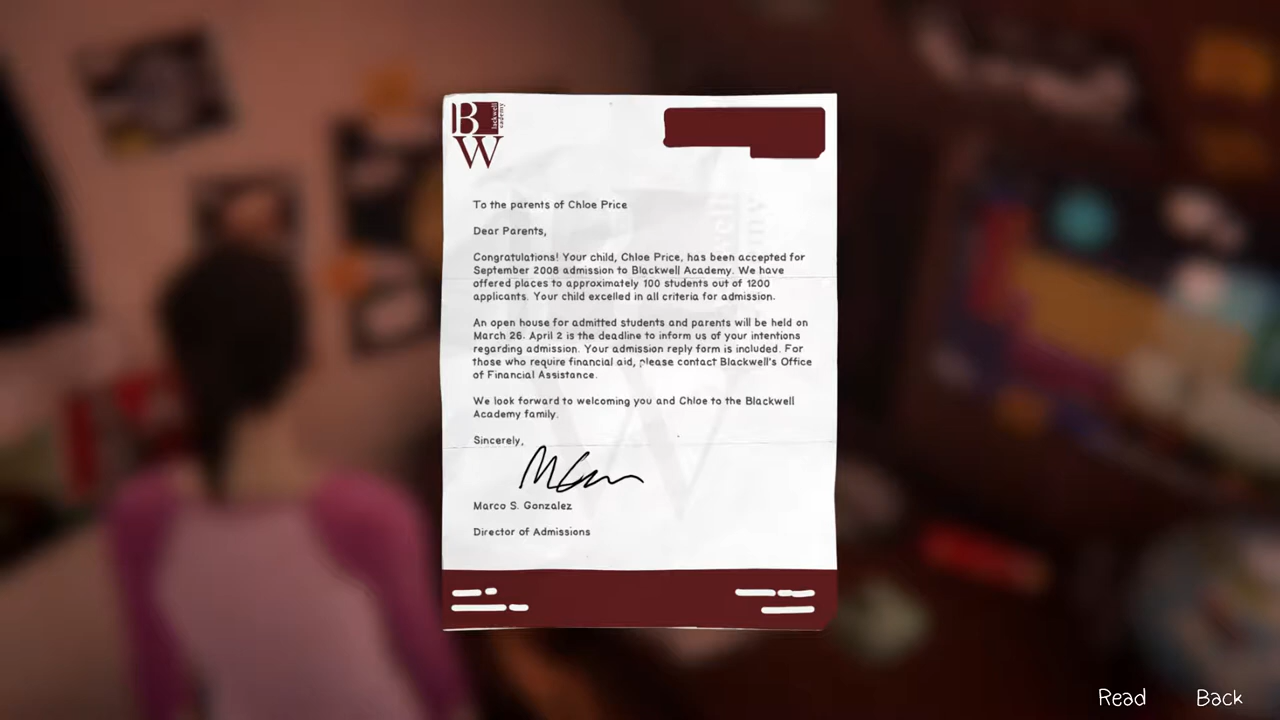 BW
Blackwell
Academy
To the parents of Chloe Price
Dear Parents,
Congratulations! Your child, Chloe Price, has been accepted for
September 2008 admission to Blackwell Academy. We have
offered places to approximately 100 students out of 1200
applicants. Your child excelled in all criteria for admission.
An open house for admitted students and parents will be held on
March 26. April 2 is the deadline to inform us of your intentions
regarding admission. Your admission reply form is included. For
those who require financial aid, please contact Blackwell's Office
of Financial Assistance.
We look forward to welcoming you and Chloe to the Blackwell
Academy family.
Sincerely,
Marco S. Gonzalez
Director of Admissions
Read Back